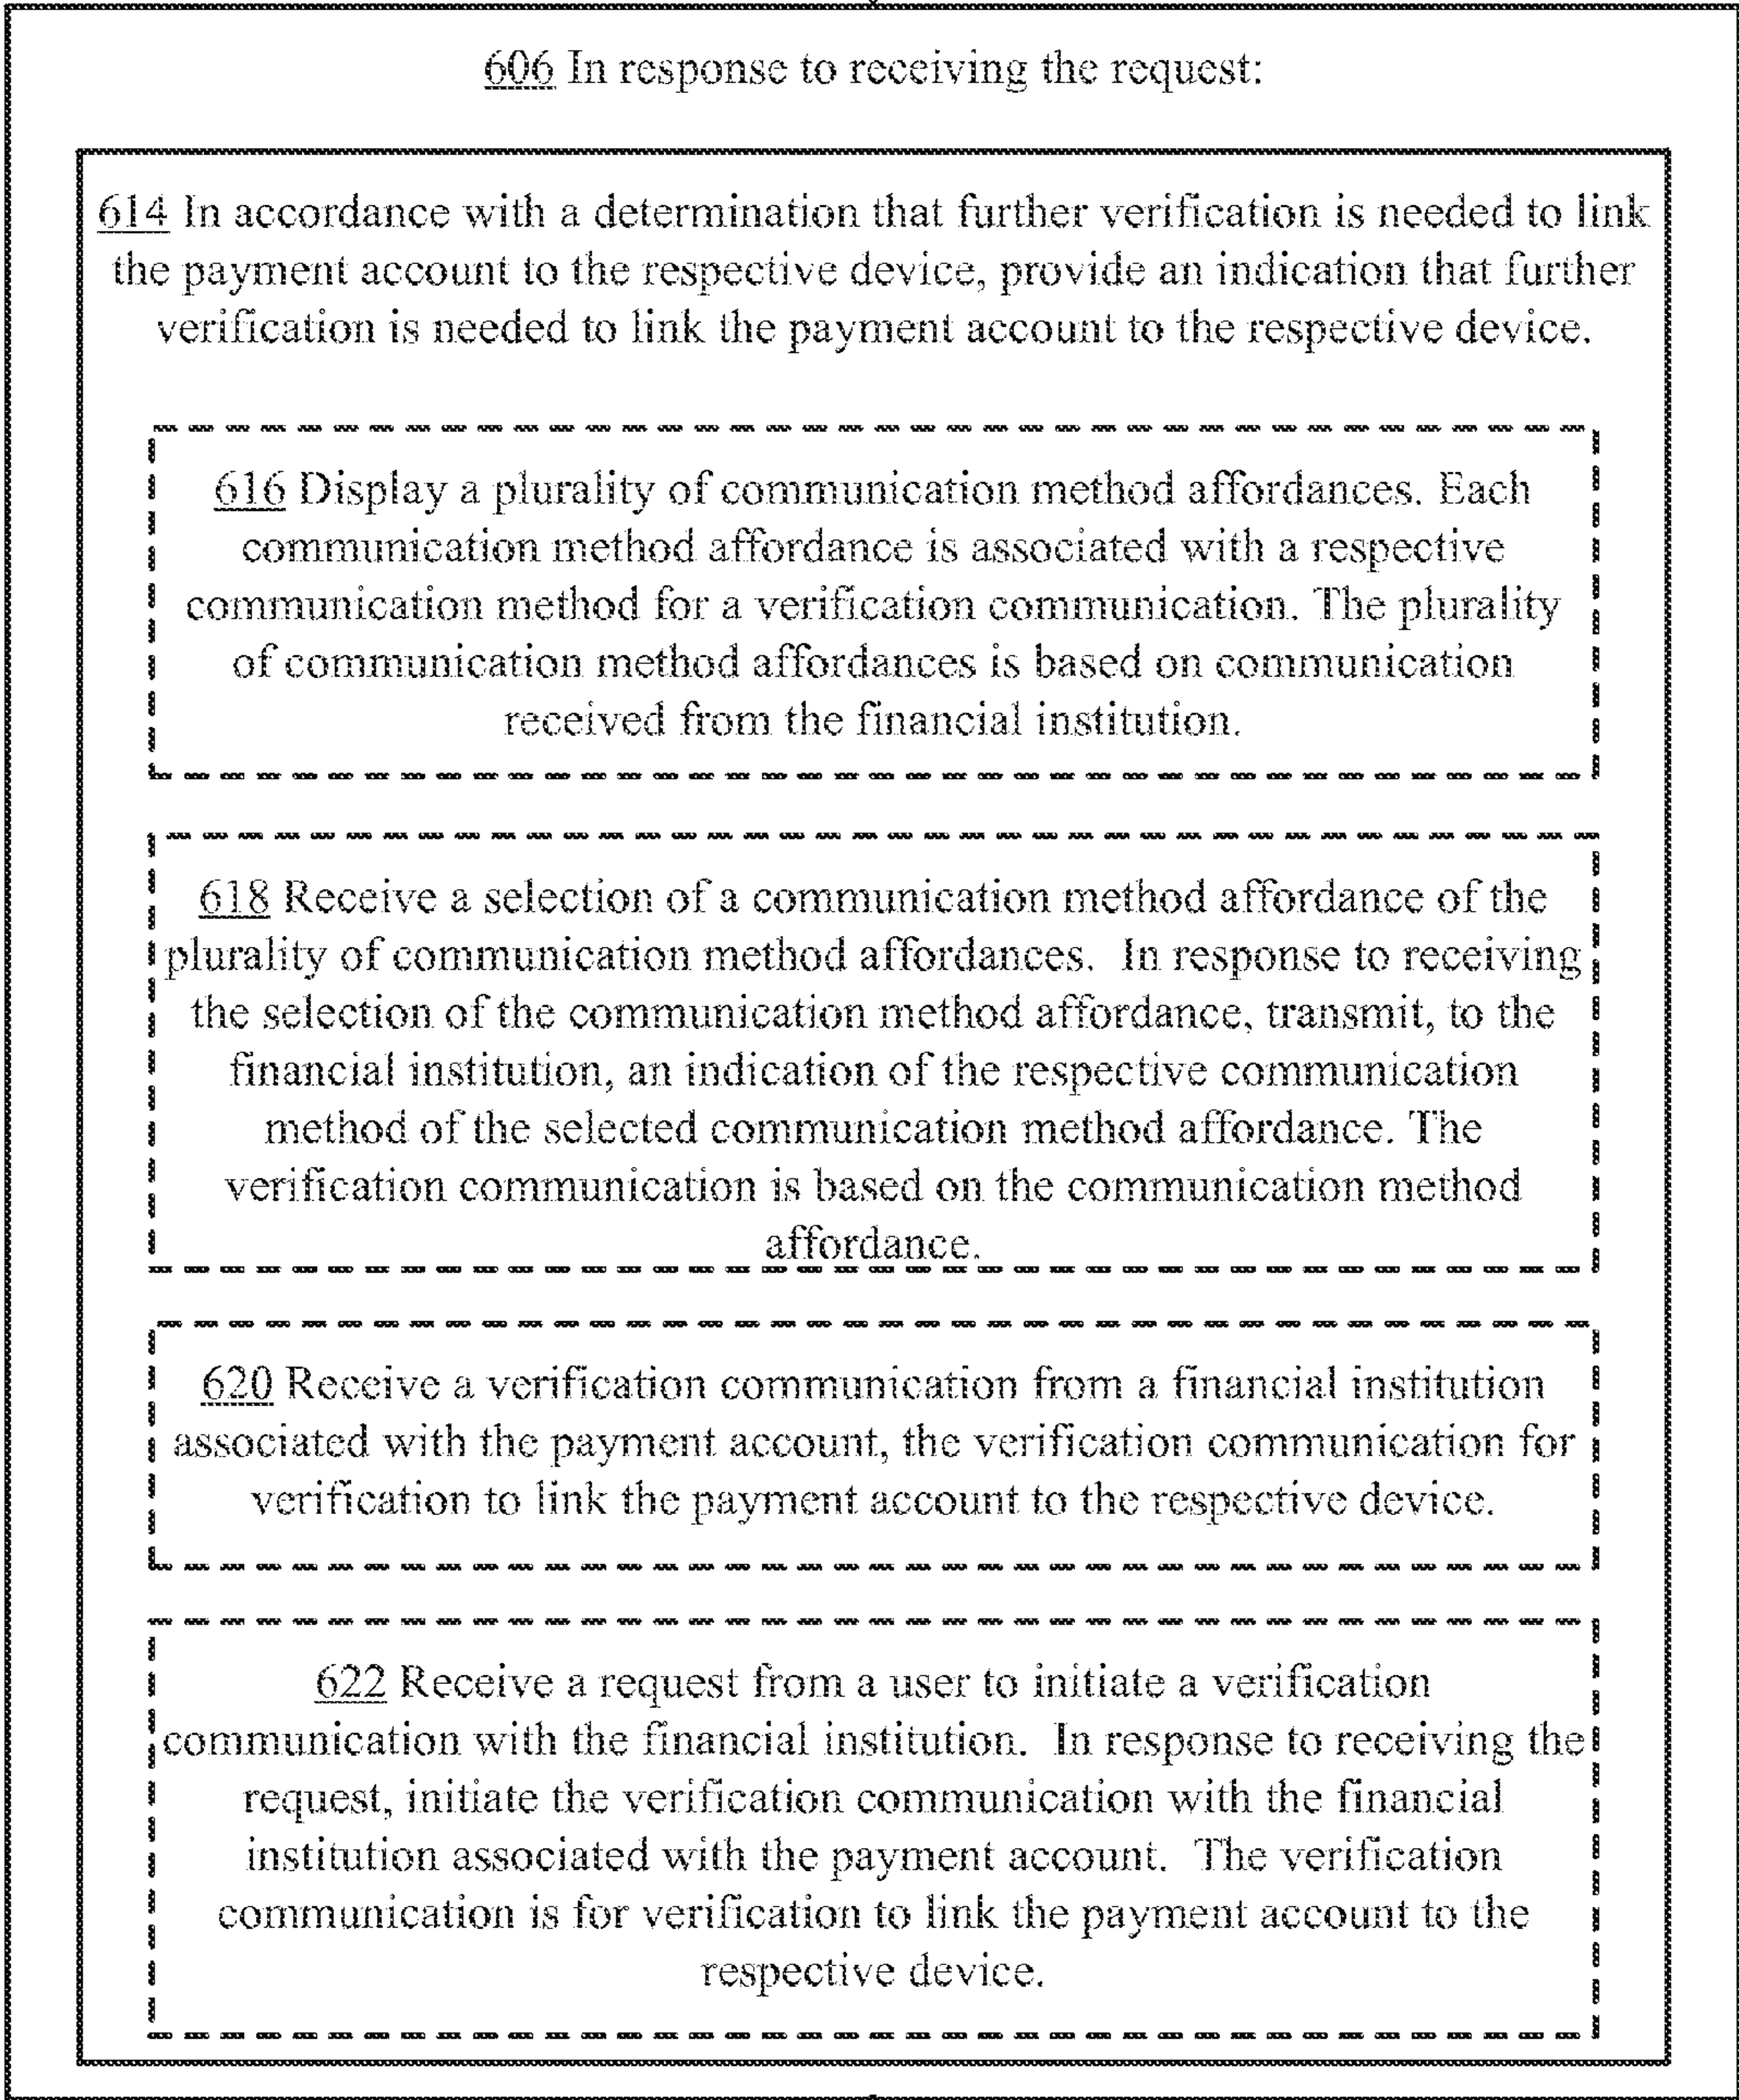 606 In response to receiving the request:
614 In accordance with a determination that further verification is needed to link
the payment account to the respective device, provide an indication that further
verification is needed to link the payment account to the respective device.
616 Display a plurality of communication method affordances. Each
communication method affordance is associated with a respective
communication method for a verification communication. The plurality
of communication method affordances is based on communication
received from the financial institution.
618 Receive a selection of a communication method affordance of the
plurality of communication method affordances. In response to receiving
the selection of the communication method affordance, transmit, to the
financial institution, an indication of the respective communication
method of the selected communication method affordance. The
verification communication is based on the communication method
affordance.
620 Receive a verification communication from a financial institution
associated with the payment account, the verification communication for
verification to link the payment account to the respective device.
622 Receive a request from a user to initiate a verification
communication with the financial institution. In response to receiving the
request, initiate the verification communication with the financial
institution associated with the payment account. The verification
communication is for verification to link the payment account to the
respective device.